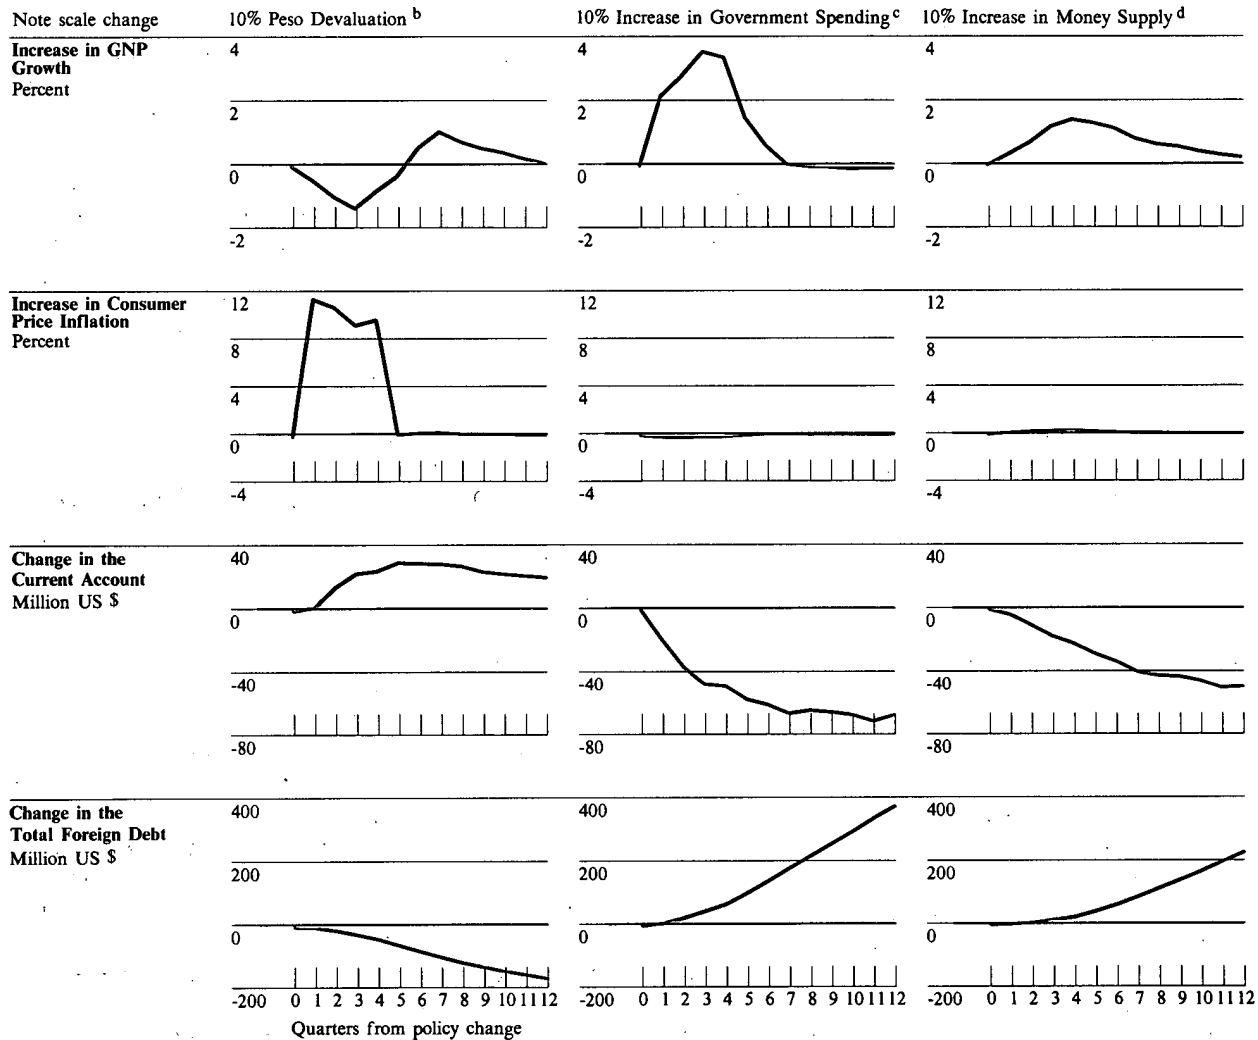 Note scale change
10% Peso Devaluation b
10% Increase in Government Spending c
10% Increase in Money Supply d
Increase in GNP
Growth
Percent
4
2
0
-2
4
2
0
-2
4
2
0
-2
Increase in Consumer
Price Inflation
Percent
12
8
4
0
-4
12
8
4
0
-4
12
8
4
0
-4
Change in the
Current Account
Million US $
40
0
-40
-80
40
0
-40
-80
40
0
-40
-80
Change in the
Total Foreign Debt
Million US $
400
200
0
-200
0 1 2 3 4 5 6 7 8 9 10 11 12
400
200
0
-200
0 1 2 3 4 5 6 7 8 9 10 11 12
400
200
0
-200
0 1 2 3 4 5 6 7 8 9 10 11 12
Quarters from policy change